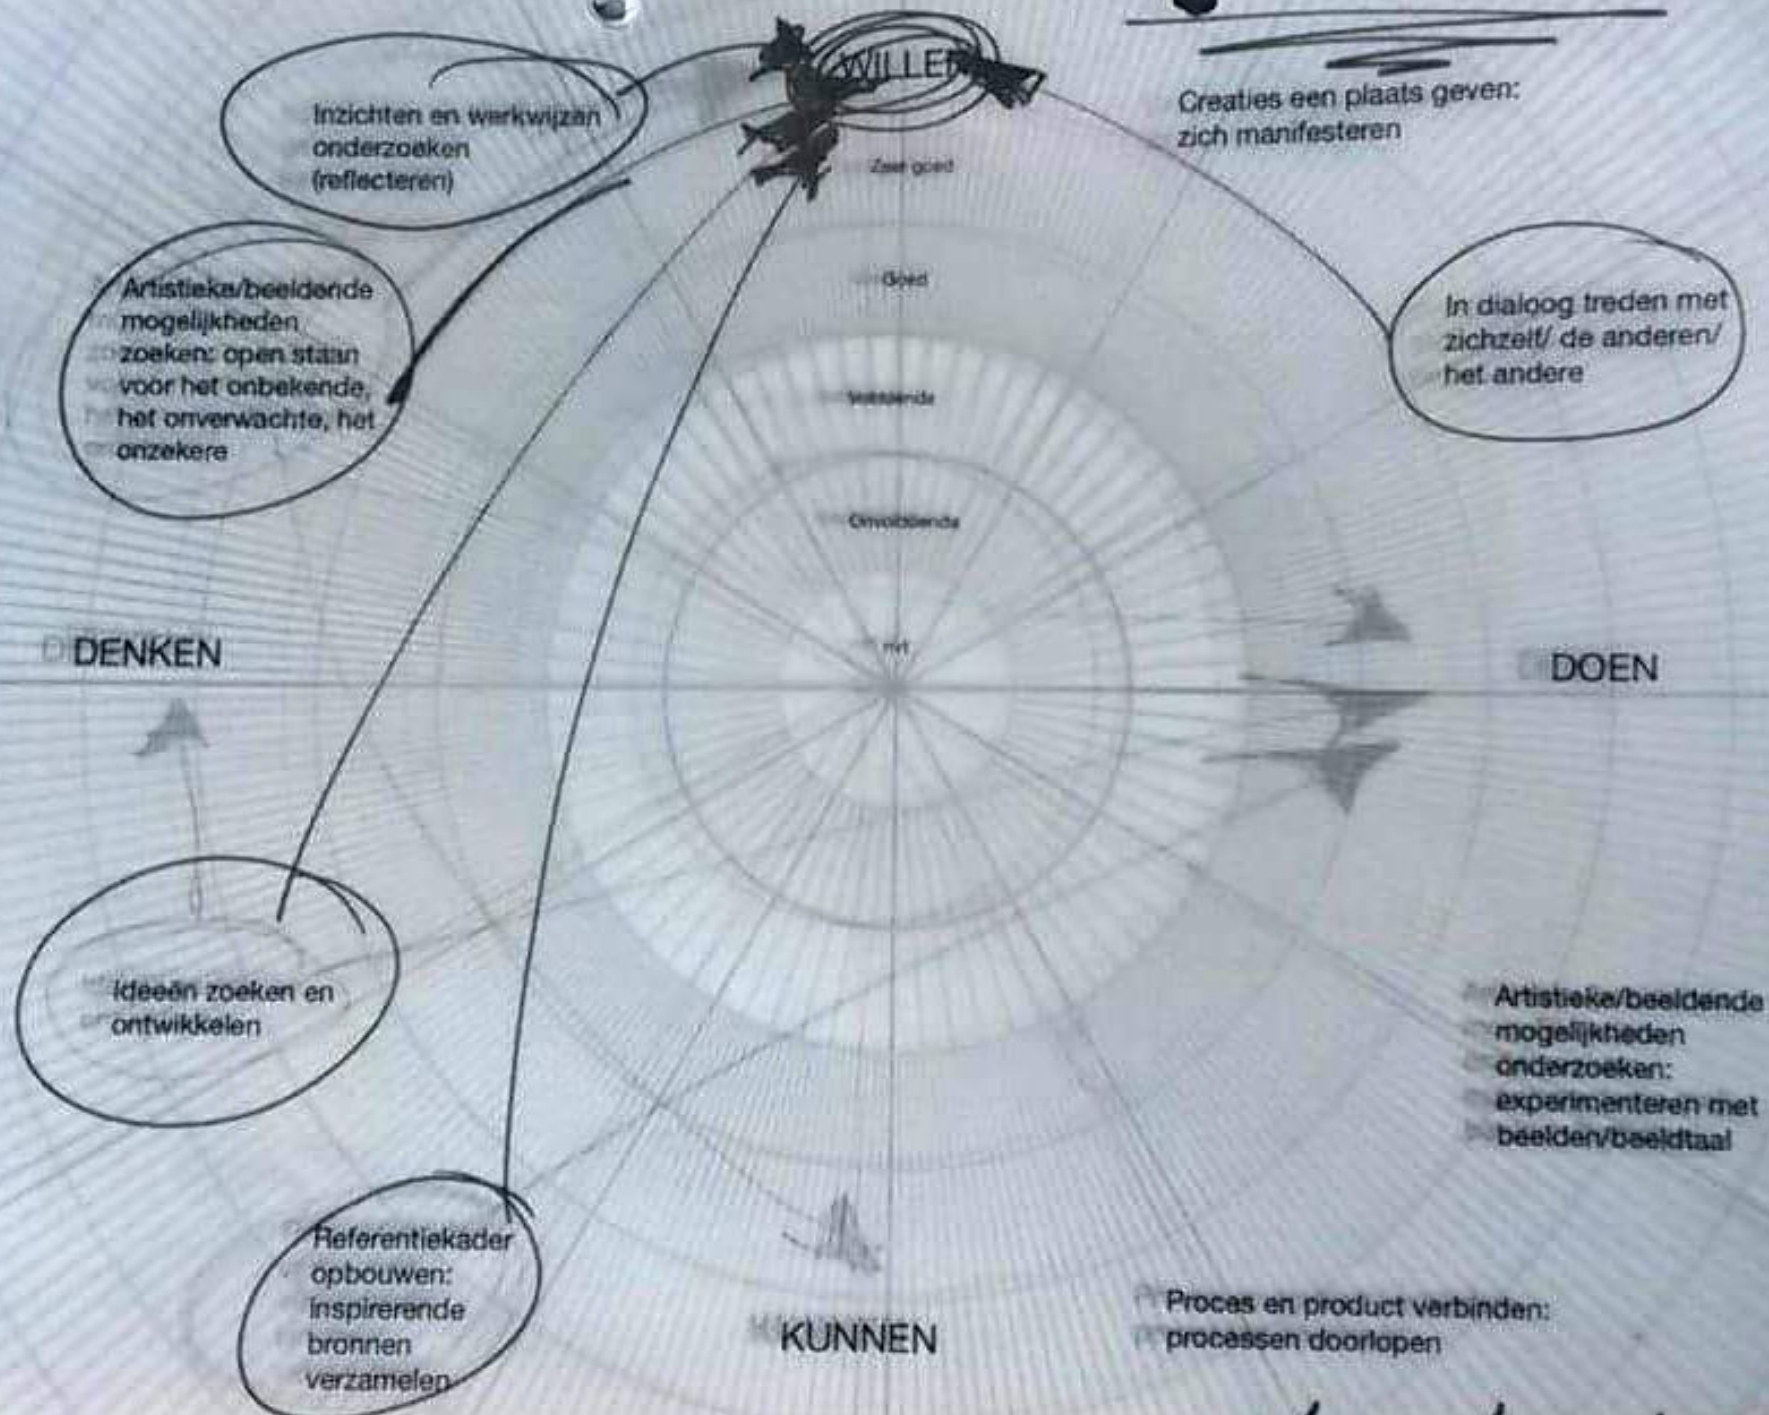 WILLEN
Inzichten en werkwijzen
onderzoeken
(reflecteren)
Creaties een plaats geven:
zich manifesteren
Zeer goed
Goed
Voldoende
Onvoldoende
nvt
Artistieke/beeldende
mogelijkheden
zoeken: open staan
voor het onbekende,
het onverwachte, het
onzekere
In dialoog treden met
zichzelf/ de anderen/
het andere
DENKEN
DOEN
Ideeën zoeken en
ontwikkelen
Artistieke/beeldende
mogelijkheden
onderzoeken:
experimenteren met
beelden/beeldtaal
Referentiekader
opbouwen:
inspirerende
bronnen
verzamelen
KUNNEN
Proces en product verbinden:
processen doorlopen